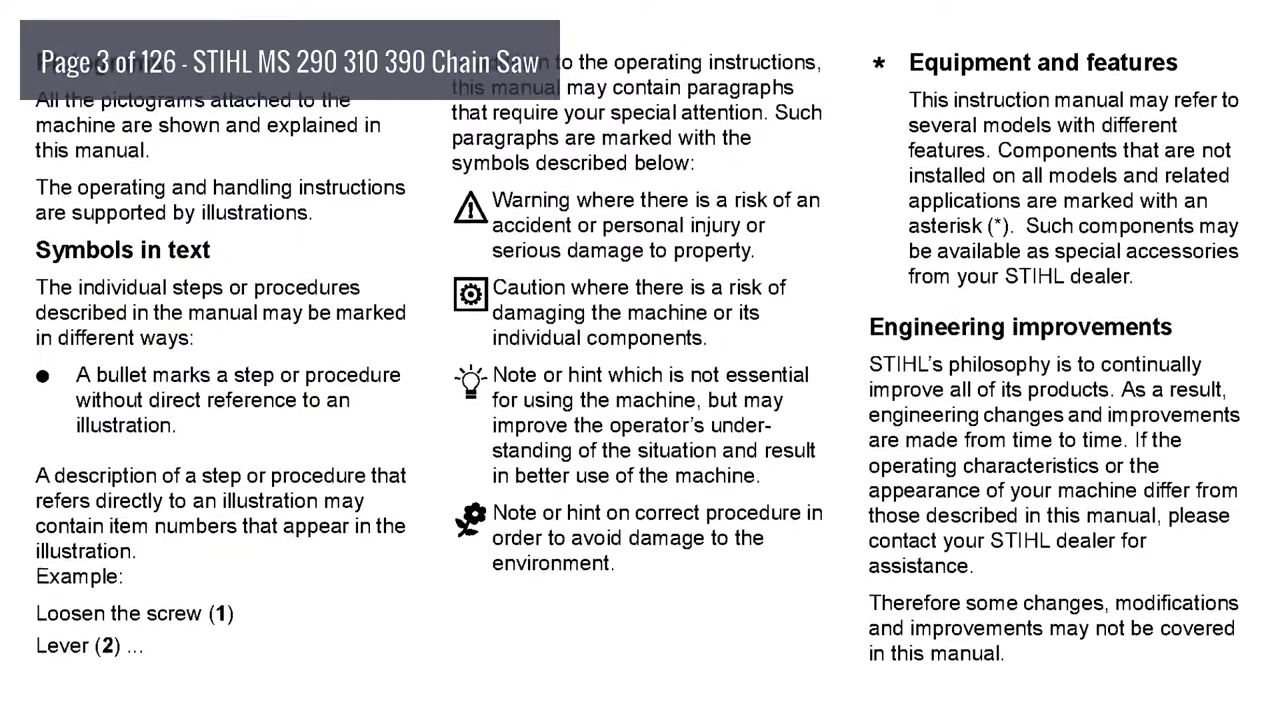 Page 3 of 126 - STIHL MS 290 310 390 Chain Saw
All the pictograms attached to the
machine are shown and explained in
this manual.
The operating and handling instructions
are supported by illustrations.
Symbols in text
The individual steps or procedures
described in the manual may be marked
in different ways:
● A bullet marks a step or procedure
without direct reference to an
illustration.
A description of a step or procedure that
refers directly to an illustration may
contain item numbers that appear in the
illustration.
Example:
Loosen the screw (1)
Lever (2) ...
to the operating instructions,
this manual may contain paragraphs
that require your special attention. Such
paragraphs are marked with the
symbols described below:
Warning where there is a risk of an
accident or personal injury or
serious damage to property.
Caution where there is a risk of
damaging the machine or its
individual components.
Note or hint which is not essential
for using the machine, but may
improve the operator's under-
standing of the situation and result
in better use of the machine.
Note or hint on correct procedure in
order to avoid damage to the
environment.
* Equipment and features
This instruction manual may refer to
several models with different
features. Components that are not
installed on all models and related
applications are marked with an
asterisk (*). Such components may
be available as special accessories
from your STIHL dealer.
Engineering improvements
STIHL's philosophy is to continually
improve all of its products. As a result,
engineering changes and improvements
are made from time to time. If the
operating characteristics or the
appearance of your machine differ from
those described in this manual, please
contact your STIHL dealer for
assistance.
Therefore some changes, modifications
and improvements may not be covered
in this manual.